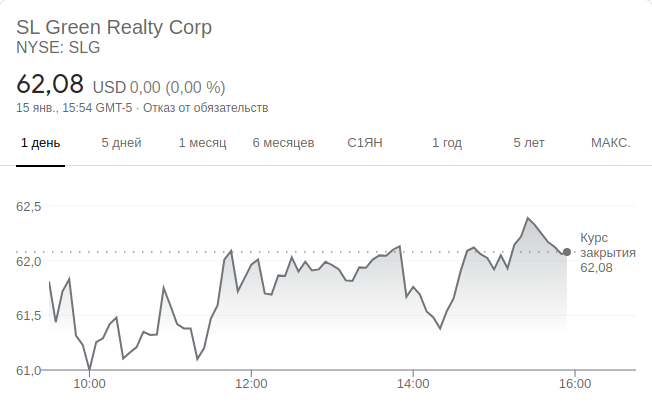 SL Green Realty Corp
NYSE: SLG
62,08 USD 0,00 (0,00 %)
15 янв., 15:54 GMT-5 · Отказ от обязательств
1 день 5 дней 1 месяц 6 месяцев С1ЯН 1 год 5 лет МАКС.
62,5
Курс
закрытия
62,08
62,0
61,5
61,0
10:00 12:00 14:00 16:00